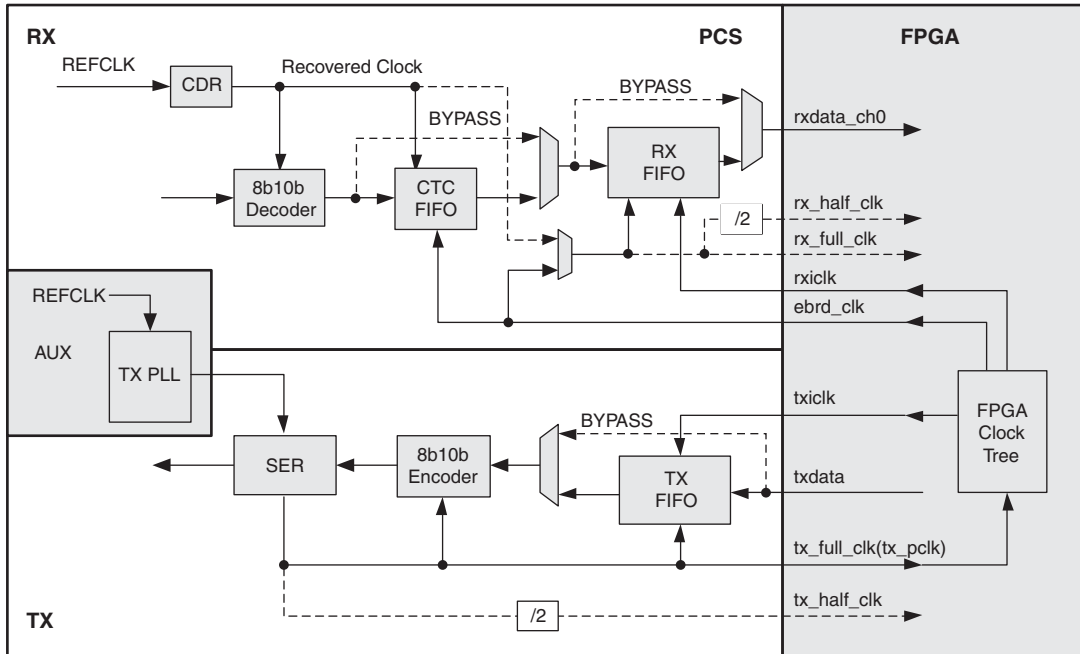 RX
PCS
FPGA
REFCLK
CDR
Recovered Clock
BYPASS
BYPASS
rxdata_ch0
8b10b
Decoder
CTC
FIFO
RX
FIFO
/2
rx_half_clk
rx_full_clk
rxiclk
ebrd_clk
REFCLK
AUX
TX PLL
txiclk
FPGA
Clock
Tree
BYPASS
SER
8b10b
Encoder
TX
FIFO
txdata
tx_full_clk(tx_pclk)
tx_half_clk
/2
TX